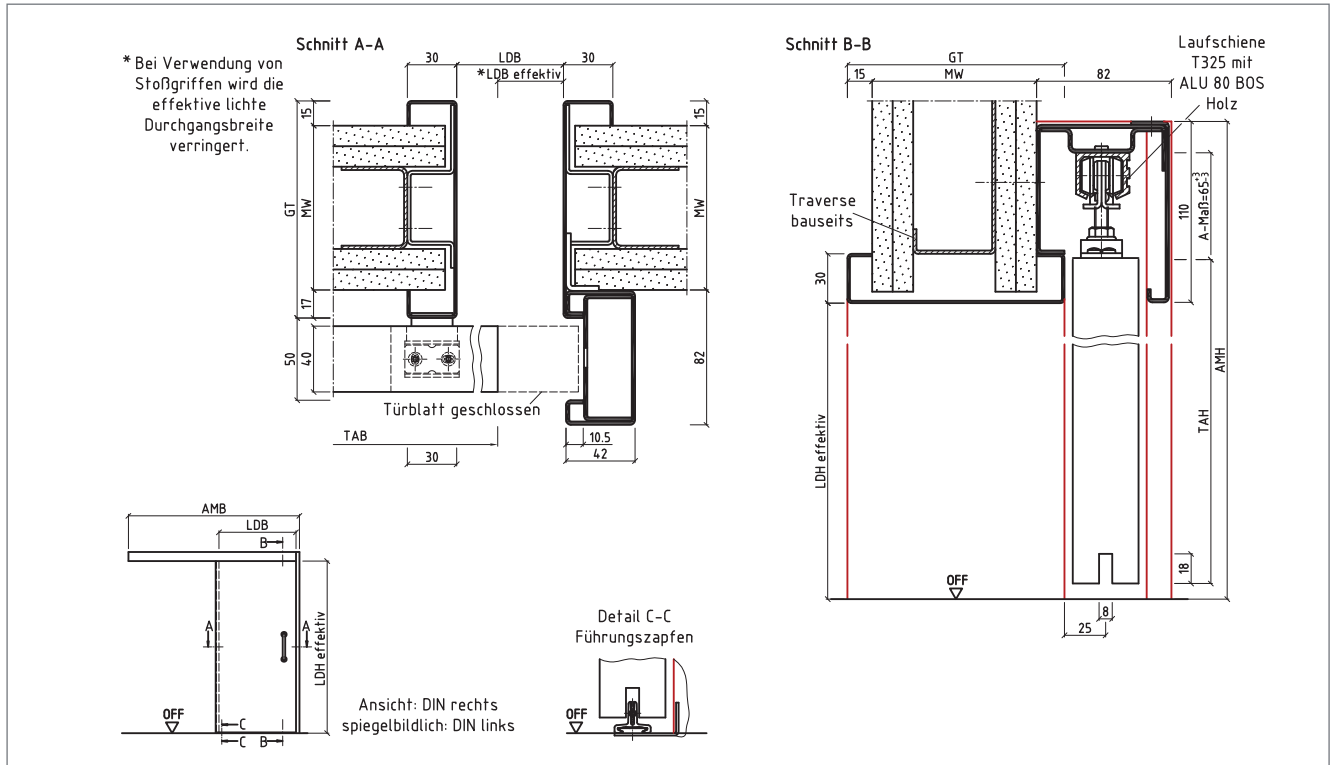 Schnitt A-A
* Bei Verwendung von
Stoßgriffen wird die
effektive lichte
Durchgangsbreite
verringert.
30
LDB
30
*LDB effektiv
15
GT
MW
17
50
40
15
MW
82
Türblatt geschlossen
TAB
30
10.5
42
Schnitt B-B
GT
15
MW
82
Laufschiene
T325 mit
ALU 80 BOS
Holz
Traverse
bauseits
30
LDH effektiv
110
A-Maß=65+3-3
AMH
TAH
18
OFF
8
25
AMB
LDB
B
A
A
LDH effektiv
OFF
C
C
B
Ansicht: DIN rechts
spiegelbildlich: DIN links
Detail C-C
Führungszapfen
OFF